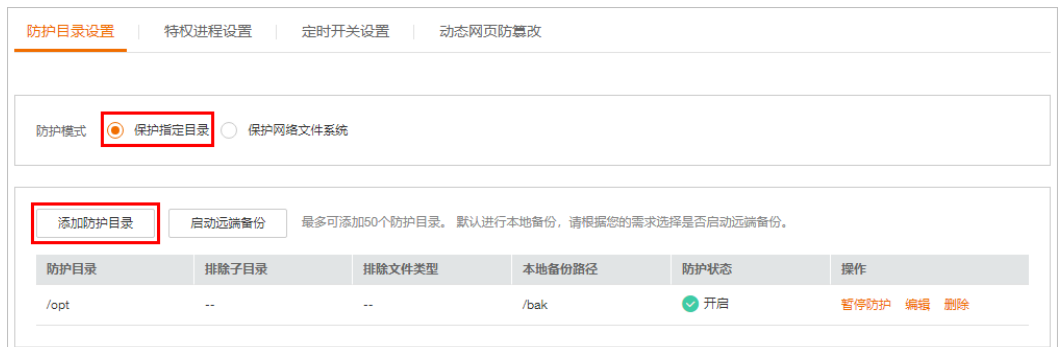 防护目录设置 特权进程设置 定时开关设置 动态网页防篡改
防护模式 保护指定目录 保护网络文件系统
添加防护目录 启动远端备份 最多可添加50个防护目录。 默认进行本地备份，请根据您的需求选择是否启动远端备份。
防护目录 排除子目录 排除文件类型 本地备份路径 防护状态 操作
/opt -- -- /bak 开启 暂停防护 编辑 删除